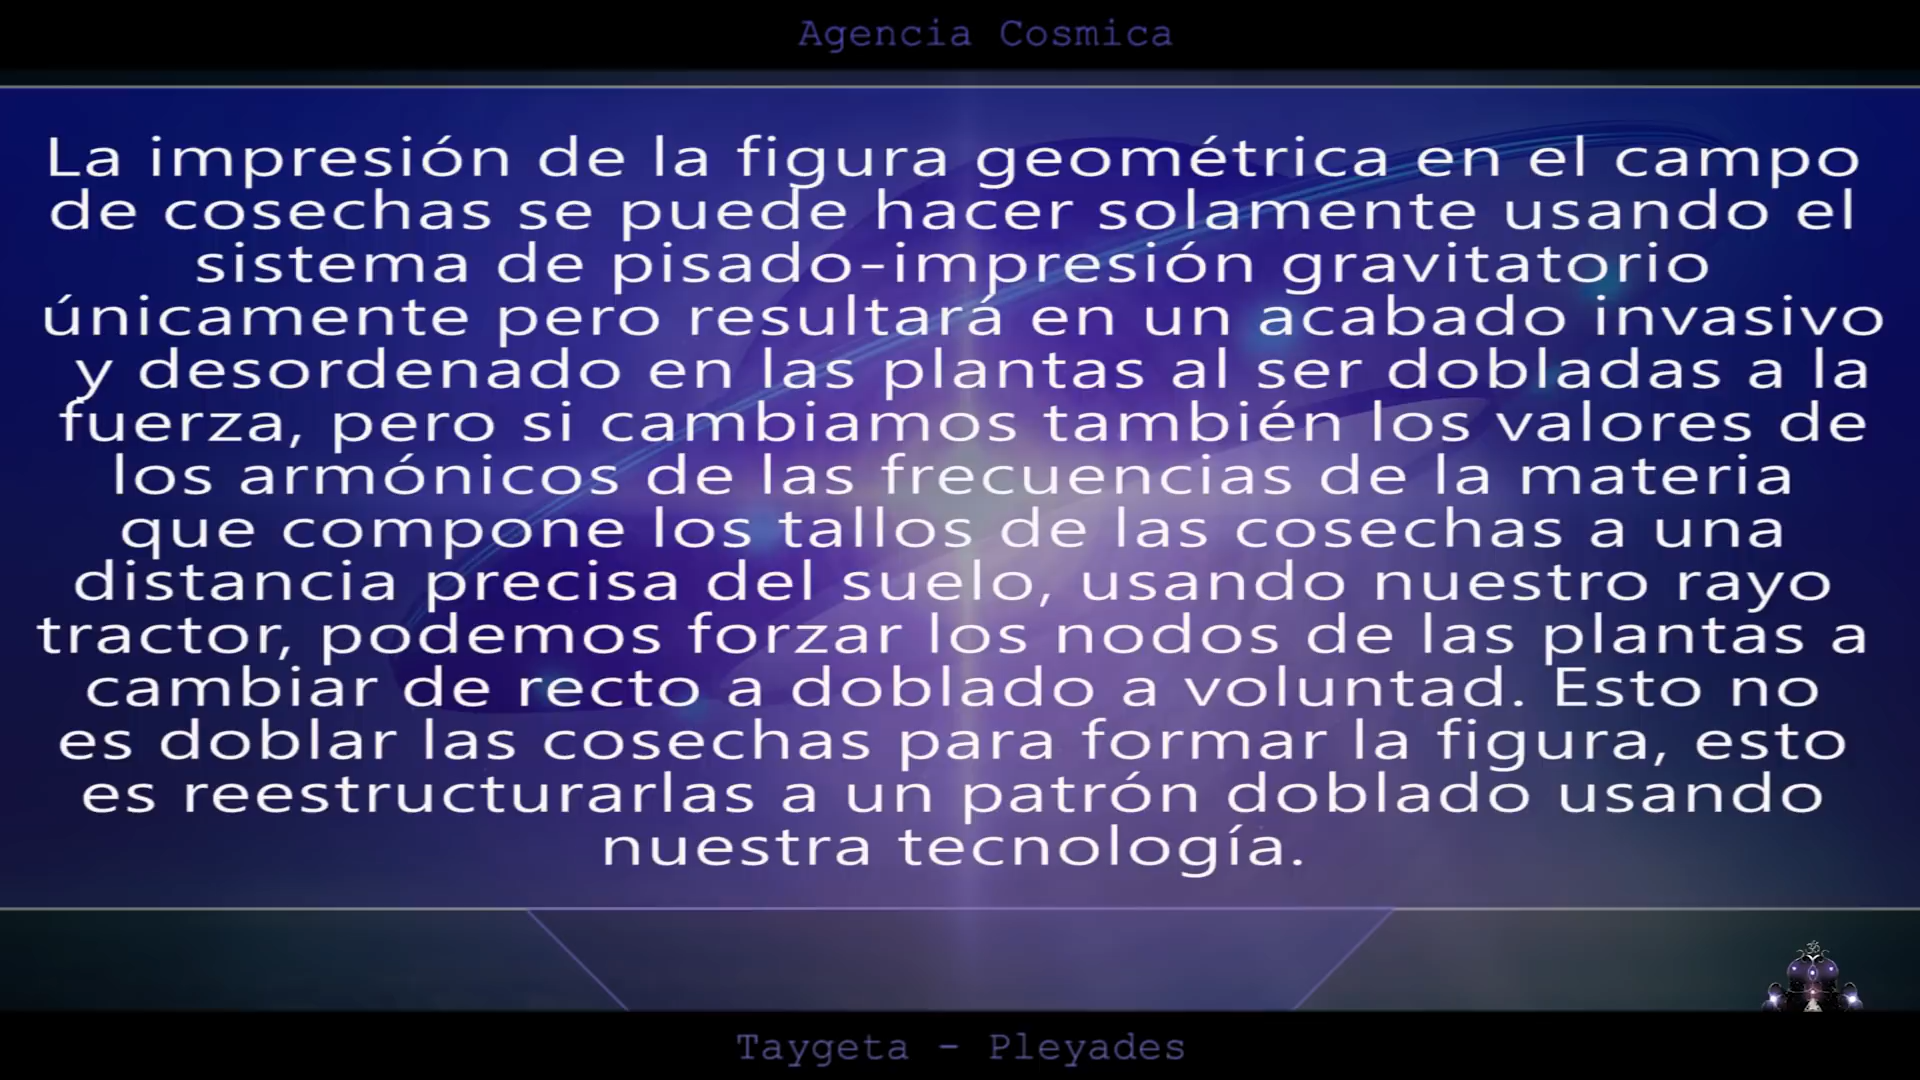 Agencia Cosmica
La impresión de la figura geométrica en el campo
de cosechas se puede hacer solamente usando el
sistema de pisado-impresión gravitatorio
únicamente pero resultará en un acabado invasivo
y desordenado en las plantas al ser dobladas a la
fuerza, pero si cambiamos también los valores de
los armónicos de las frecuencias de la materia
que compone los tallos de las cosechas a una
distancia precisa del suelo, usando nuestro rayo
tractor, podemos forzar los nodos de las plantas a
cambiar de recto a doblado a voluntad. Esto no
es doblar las cosechas para formar la figura, esto
es reestructurarlas a un patrón doblado usando
nuestra tecnología.
ॐ
Taygeta - Pleyades